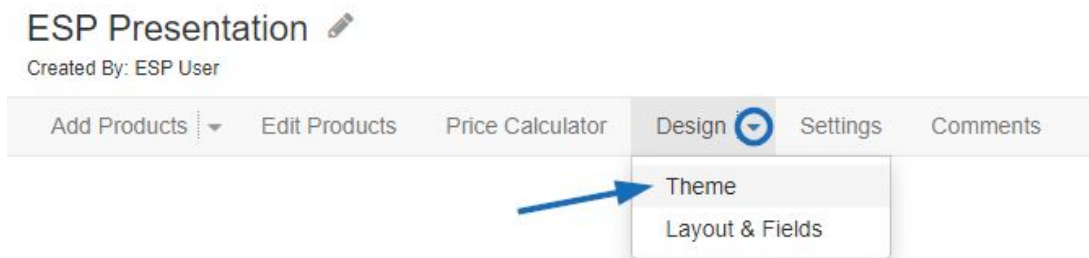 ESP Presentation
Created By: ESP User
Add Products Edit Products Price Calculator Design Settings Comments
Theme
Layout & Fields